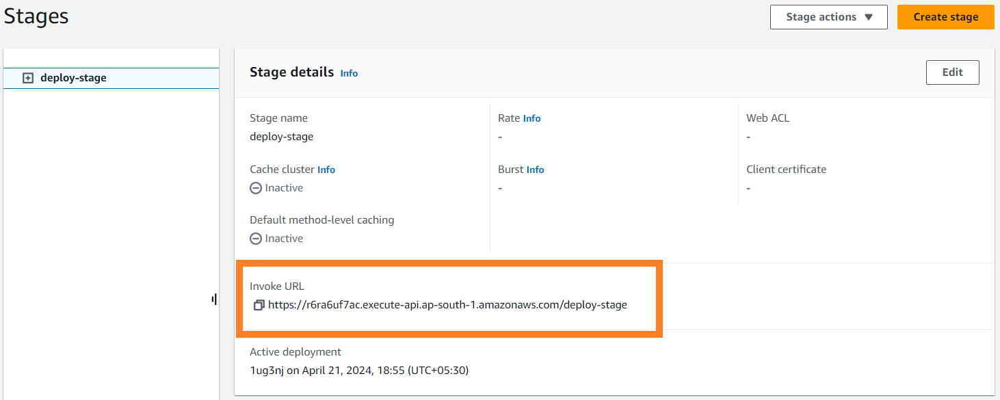 Stages
Stage actions
Create stage
deploy-stage
Stage details Info
Edit
Stage name
deploy-stage
Rate Info
-
Web ACL
-
Cache cluster Info
Inactive
Burst Info
-
Client certificate
-
Default method-level caching
Inactive
Invoke URL
https://r6ra6uf7ac.execute-api.ap-south-1.amazonaws.com/deploy-stage
Active deployment
1ug3nj on April 21, 2024, 18:55 (UTC+05:30)